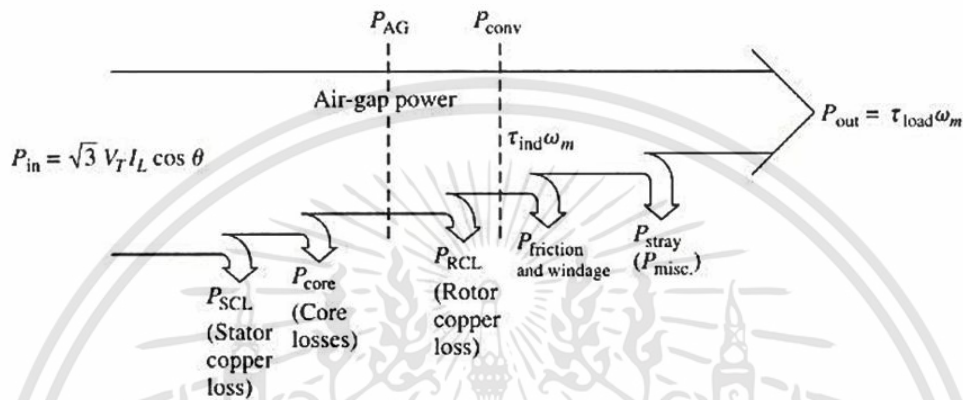 P_AG
P_conv
Air-gap power
P_out = τ_load ω_m
P_in = √3 V_T I_L cos θ
τ_ind ω_m
P_SCL
(Stator
copper
loss)
P_core
(Core
losses)
P_RCL
(Rotor
copper
loss)
P_friction
and windage
P_stray
(P_misc.)